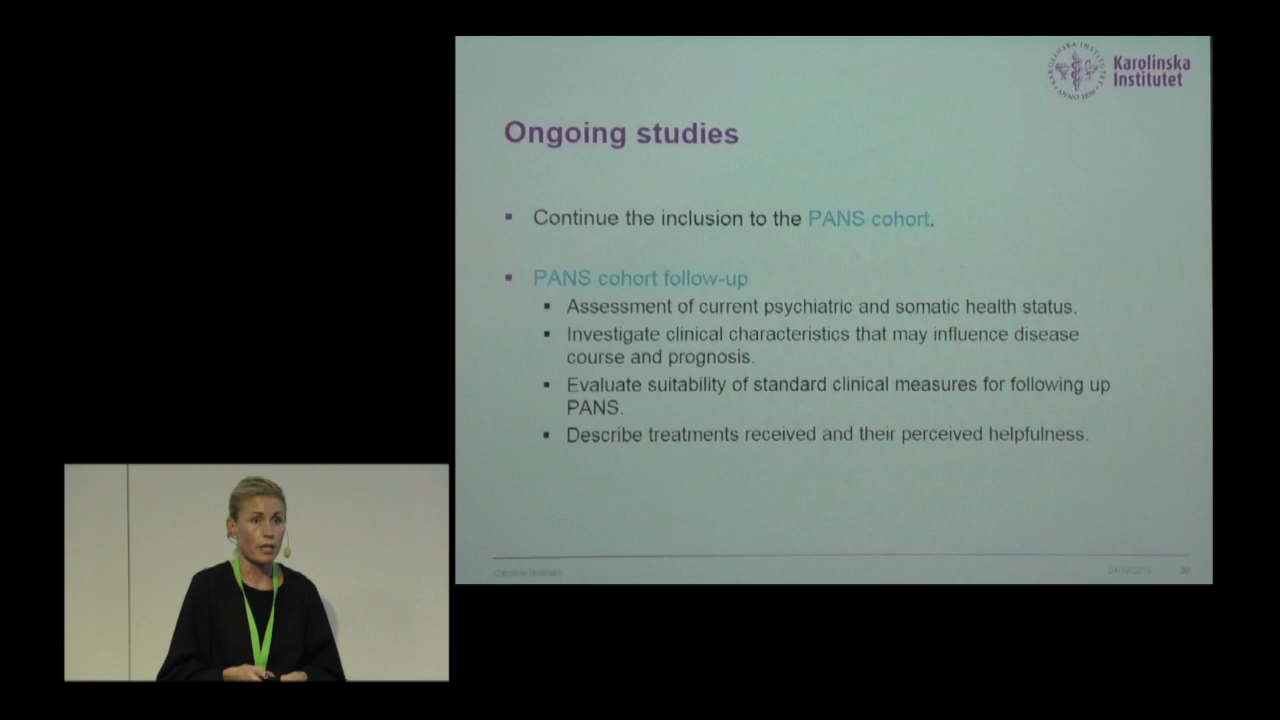 Karolinska
Institutet
Ongoing studies
▪ Continue the inclusion to the PANS cohort.
▪ PANS cohort follow-up
▪ Assessment of current psychiatric and somatic health status.
▪ Investigate clinical characteristics that may influence disease
course and prognosis.
▪ Evaluate suitability of standard clinical measures for following up
PANS.
▪ Describe treatments received and their perceived helpfulness.